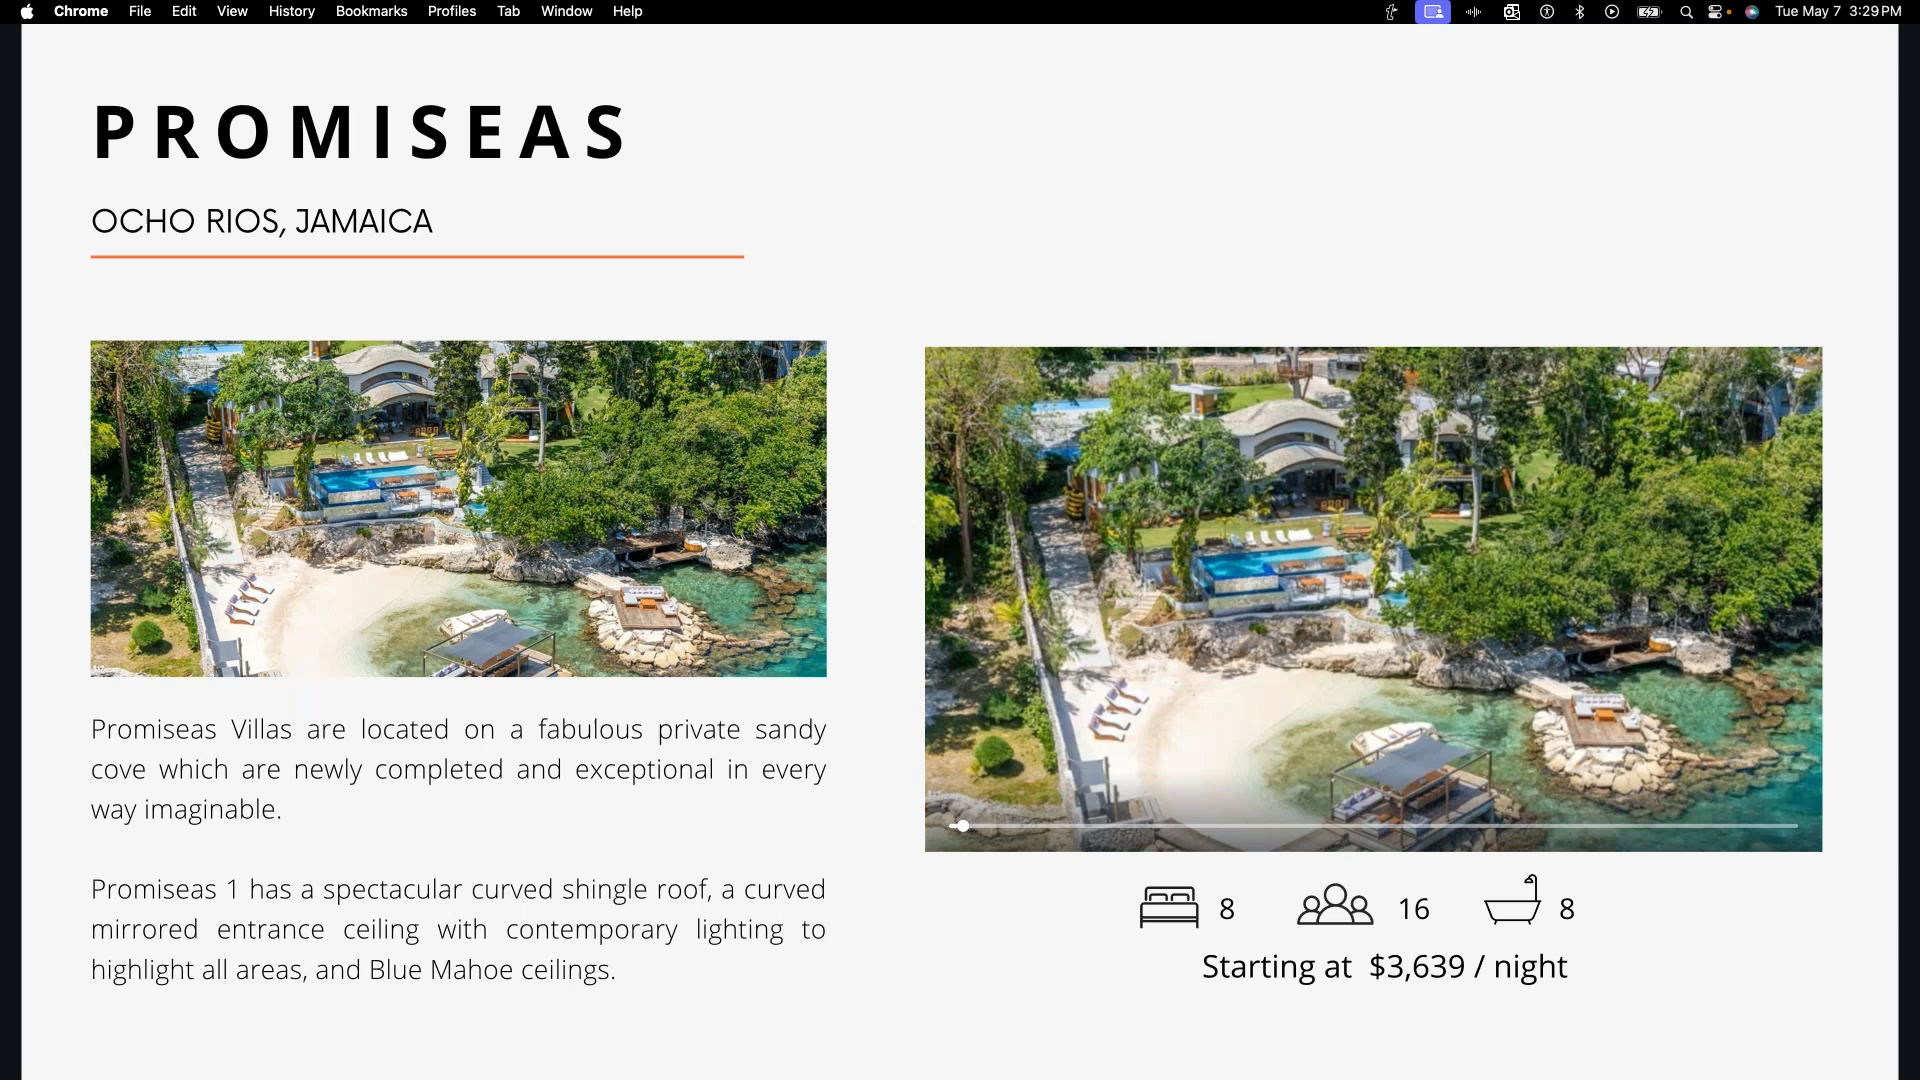 Chrome File Edit View History Bookmarks Profiles Tab Window Help Tue May 7 3:29 PM
PROMISEAS
OCHO RIOS, JAMAICA
Promiseas Villas are located on a fabulous private sandy
cove which are newly completed and exceptional in every
way imaginable.
Promiseas 1 has a spectacular curved shingle roof, a curved
mirrored entrance ceiling with contemporary lighting to
highlight all areas, and Blue Mahoe ceilings.
8 16 8
Starting at $3,639 / night